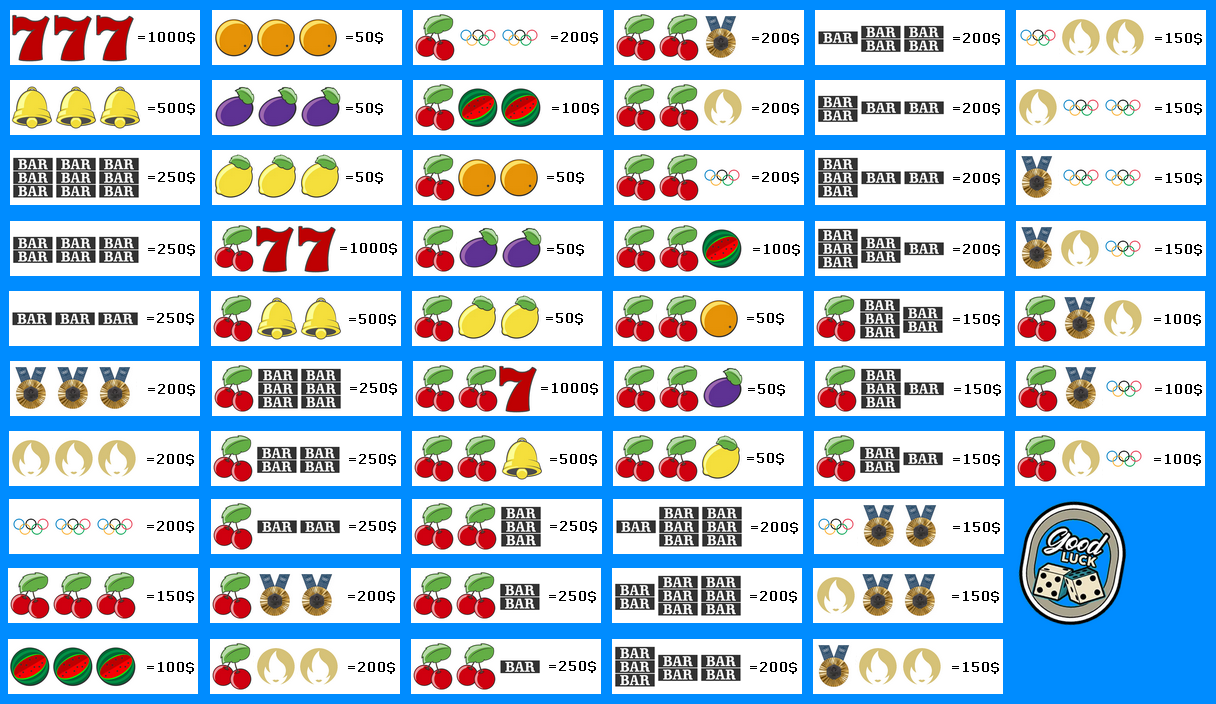 777 =1000$
=500$
BAR BAR BAR
BAR BAR BAR =250$
BAR BAR BAR
BAR BAR BAR
BAR BAR BAR =250$
BAR BAR BAR =250$
=200$
=200$
=200$
=150$
=100$
=50$
=50$
=50$
77 =1000$
=500$
BAR BAR
BAR BAR =250$
BAR BAR
BAR BAR
BAR BAR =250$
BAR BAR =250$
=200$
=200$
=200$
=100$
=50$
=50$
=50$
7 =1000$
=500$
BAR
BAR =250$
BAR
BAR
BAR =250$
BAR =250$
=200$
=200$
=200$
=100$
=50$
=50$
=50$
BAR BAR
BAR BAR BAR =200$
BAR BAR
BAR BAR
BAR BAR BAR =200$
BAR BAR BAR
BAR
BAR BAR BAR
BAR BAR BAR =200$
BAR
BAR BAR
BAR BAR BAR =200$
BAR
BAR BAR BAR =200$
BAR
BAR
BAR BAR BAR =200$
BAR
BAR
BAR BAR BAR =200$
BAR BAR
BAR
BAR BAR =150$
BAR BAR
BAR
BAR BAR =150$
BAR
BAR
BAR BAR =150$
=150$
=150$
=150$
=150$
=150$
=150$
=150$
=100$
=100$
=100$
Good
LUCK